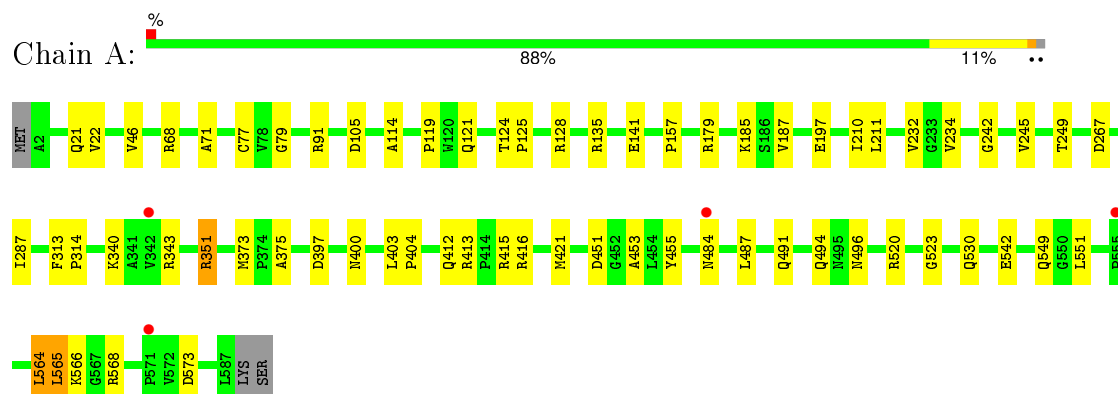 %
Chain A:
88% 11% ••
MET A2 Q21 V22 V46 R68 A71 C77 V78 G79 R91 D105 A114 P119 W120 Q121 T124 P125 R128 R135 E141 P157 R179 K185 S186 V187 E197 I210 L211 V232 G233 V234 G242 V245 T249 D267
I287 F313 P314 K340 A341 V342 R343 R351 M373 P374 A375 D397 N400 L403 P404 Q412 R413 P414 R415 R416 M421 D451 G452 A453 L454 Y455 N484 L487 Q491 Q494 N495 N496 R520 G523 Q530 E542 Q549 G550 L551
L564 L565 K566 G567 R568 P571 V572 D573 L587 LYS SER